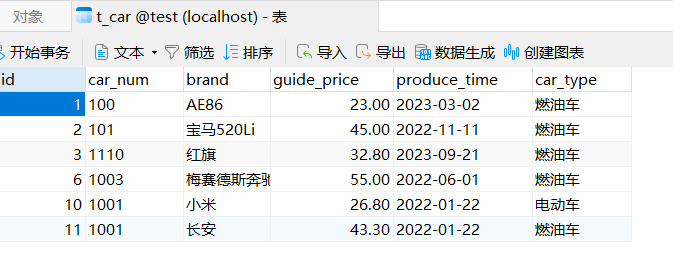 对象 t_car @test (localhost) - 表
开始事务 文本 筛选 排序 导入 导出 数据生成 创建图表
id car_num brand guide_price produce_time car_type
1 100 AE86 23.00 2023-03-02 燃油车
2 101 宝马520Li 45.00 2022-11-11 燃油车
3 1110 红旗 32.80 2023-09-21 燃油车
6 1003 梅赛德斯奔驰 55.00 2022-06-01 燃油车
10 1001 小米 26.80 2022-01-22 电动车
11 1001 长安 43.30 2022-01-22 燃油车